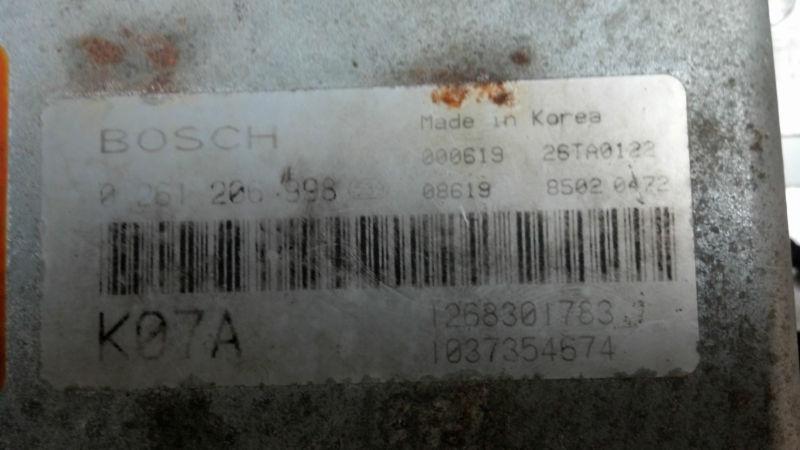 BOSCH
Made in Korea
000619 26TA0122
0 261 206 998
08619 8502 0472
K07A
1268301783
1037354674